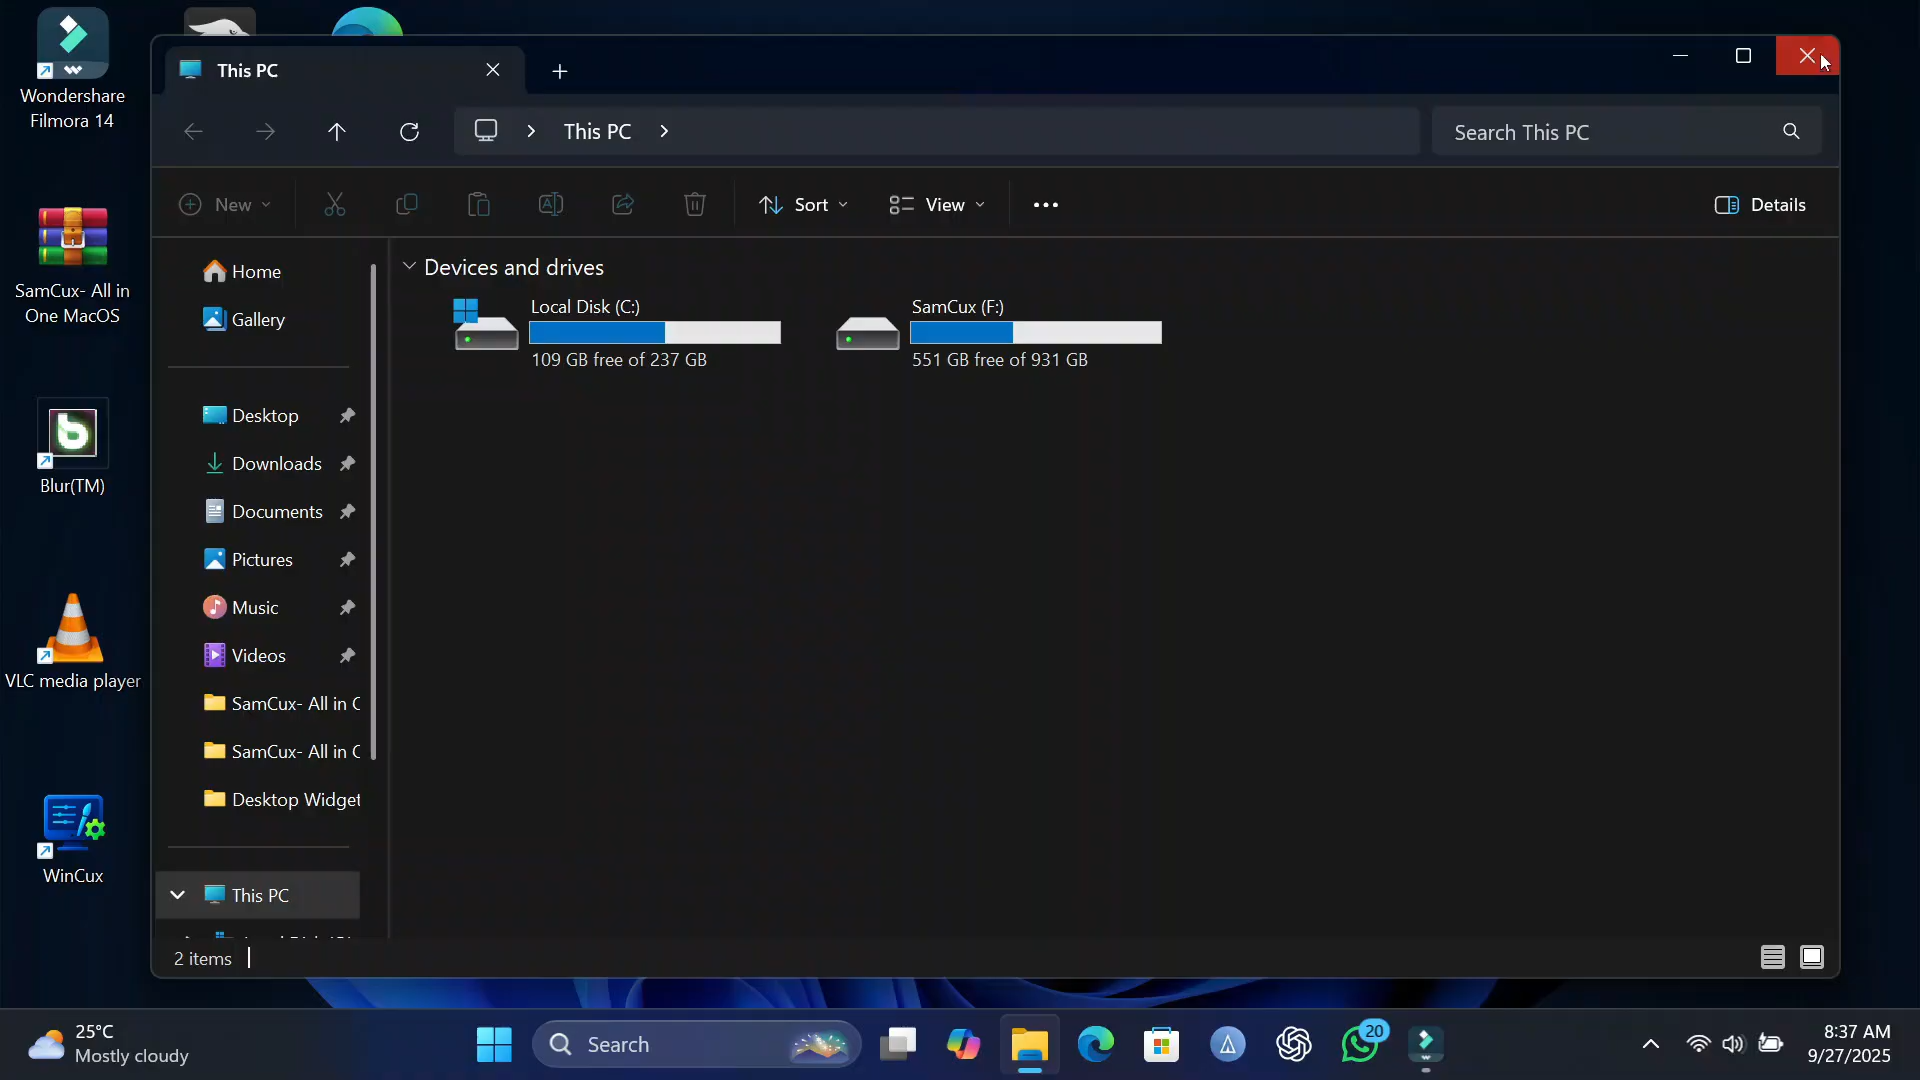 Wondershare
Filmora 14
SamCux- All in
One MacOS
Blur(TM)
VLC media player
WinCux
This PC
This PC
Search This PC
New
Sort
View
Details
Home
Gallery
Desktop
Downloads
Documents
Pictures
Music
Videos
SamCux- All in
SamCux- All in
Desktop Widget
This PC
Devices and drives
Local Disk (C:)
109 GB free of 237 GB
SamCux (F:)
551 GB free of 931 GB
2 items
25°C
Mostly cloudy
Search
20
8:37 AM
9/27/2025